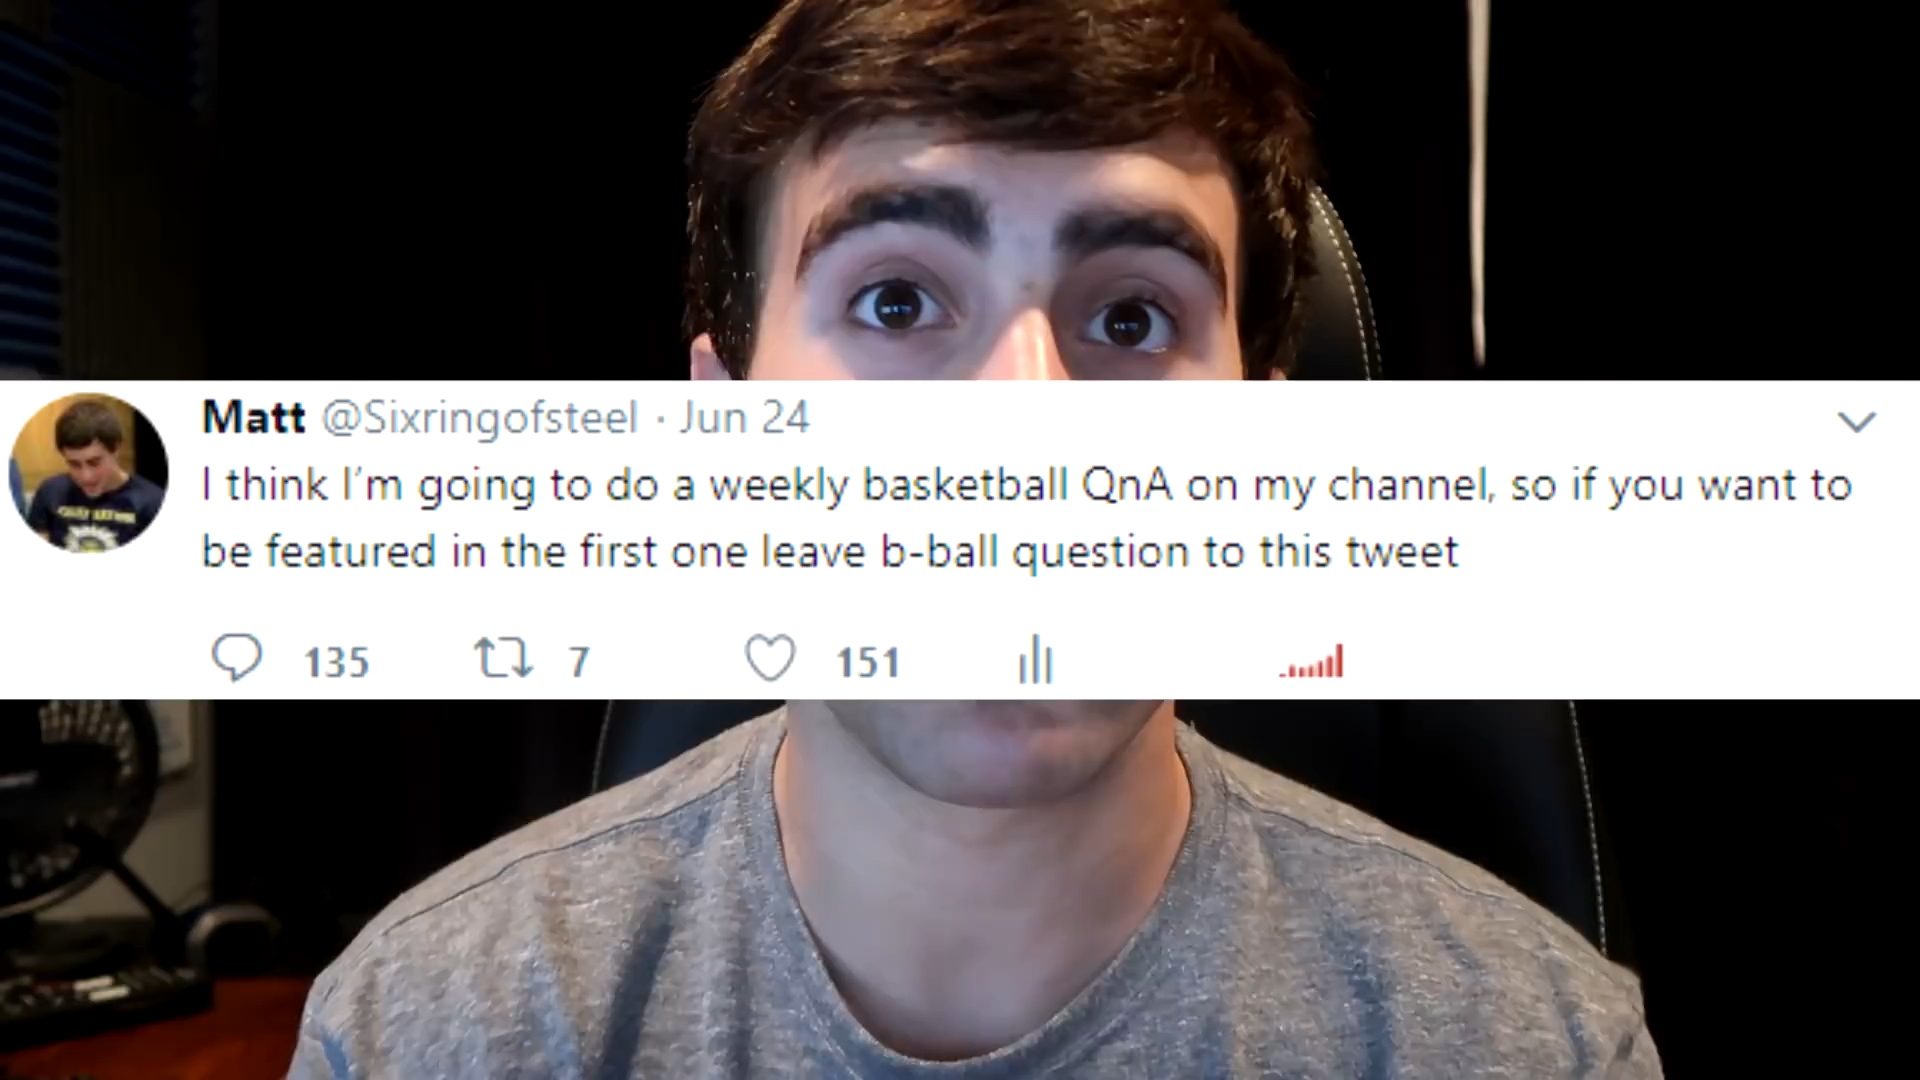 Matt @Sixringofsteel · Jun 24
I think I'm going to do a weekly basketball QnA on my channel, so if you want to
be featured in the first one leave b-ball question to this tweet
135 7 151